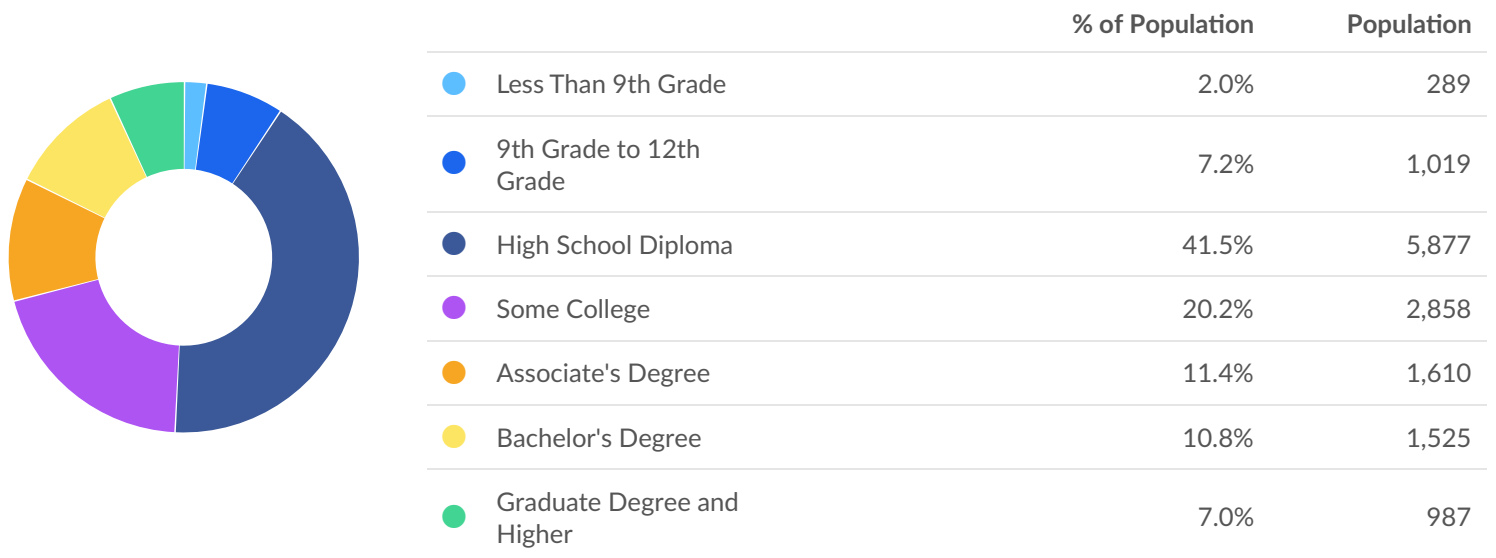 % of Population Population
Less Than 9th Grade 2.0% 289
9th Grade to 12th
Grade 7.2% 1,019
High School Diploma 41.5% 5,877
Some College 20.2% 2,858
Associate's Degree 11.4% 1,610
Bachelor's Degree 10.8% 1,525
Graduate Degree and
Higher 7.0% 987